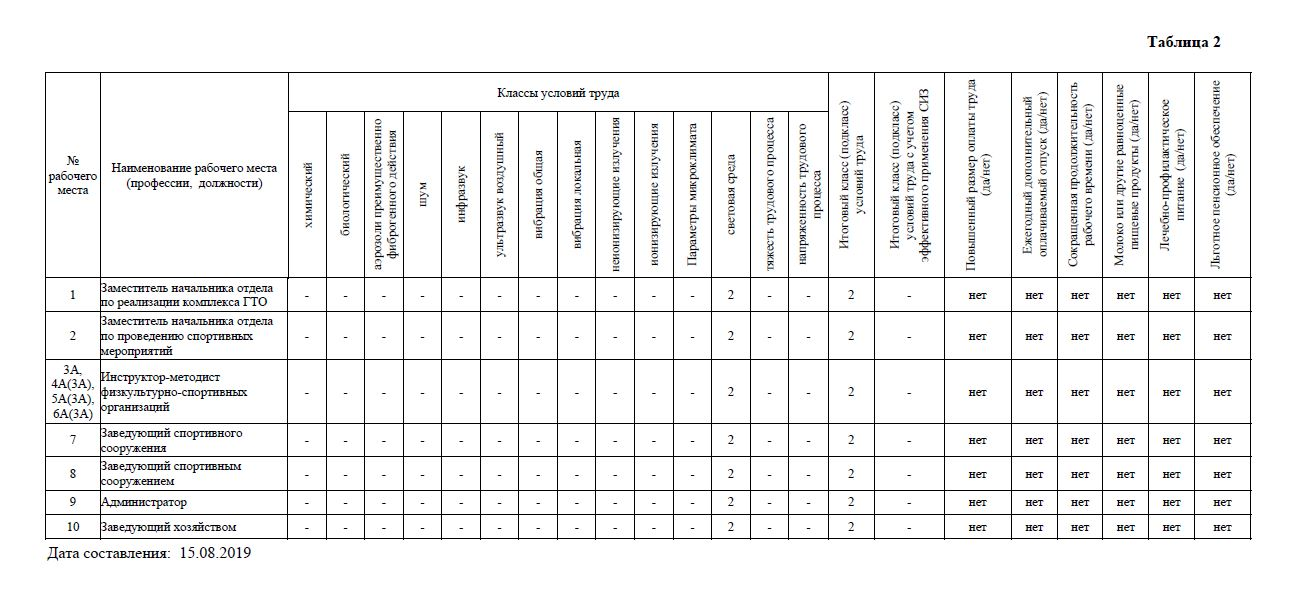 Таблица 2
№
рабочего
места
Наименование рабочего места
(профессии, должности)
Классы условий труда
химический
биологический
аэрозоли преимущественно
фиброгенного действия
шум
инфразвук
ультразвук воздушный
вибрация общая
вибрация локальная
неионизирующие излучения
ионизирующие излучения
Параметры микроклимата
световая среда
тяжесть трудового процесса
напряженность трудового
процесса
Итоговый класс (подкласс)
условий труда
Итоговый класс (подкласс)
условий труда с учетом
эффективного применения СИЗ
Повышенный размер оплаты труда
(да/нет)
Ежегодный дополнительный
оплачиваемый отпуск (да/нет)
Сокращенная продолжительность
рабочего времени (да/нет)
Молоко или другие равноценные
пищевые продукты (да/нет)
Лечебно-профилактическое
питание (да/нет)
Льготное пенсионное обеспечение
(да/нет)
1 Заместитель начальника отдела
по реализации комплекса ГТО - - - - - - - - - - - 2 - - 2 - нет нет нет нет нет нет
2 Заместитель начальника отдела
по проведению спортивных
мероприятий - - - - - - - - - - - 2 - - 2 - нет нет нет нет нет нет
3А,
4А(3А),
5А(3А),
6А(3А)
Инструктор-методист
физкультурно-спортивных
организаций - - - - - - - - - - - 2 - - 2 - нет нет нет нет нет нет
7 Заведующий спортивного
сооружения - - - - - - - - - - - 2 - - 2 - нет нет нет нет нет нет
8 Заведующий спортивным
сооружением - - - - - - - - - - - 2 - - 2 - нет нет нет нет нет нет
9 Администратор - - - - - - - - - - - 2 - - 2 - нет нет нет нет нет нет
10 Заведующий хозяйством - - - - - - - - - - - 2 - - 2 - нет нет нет нет нет нет
Дата составления: 15.08.2019